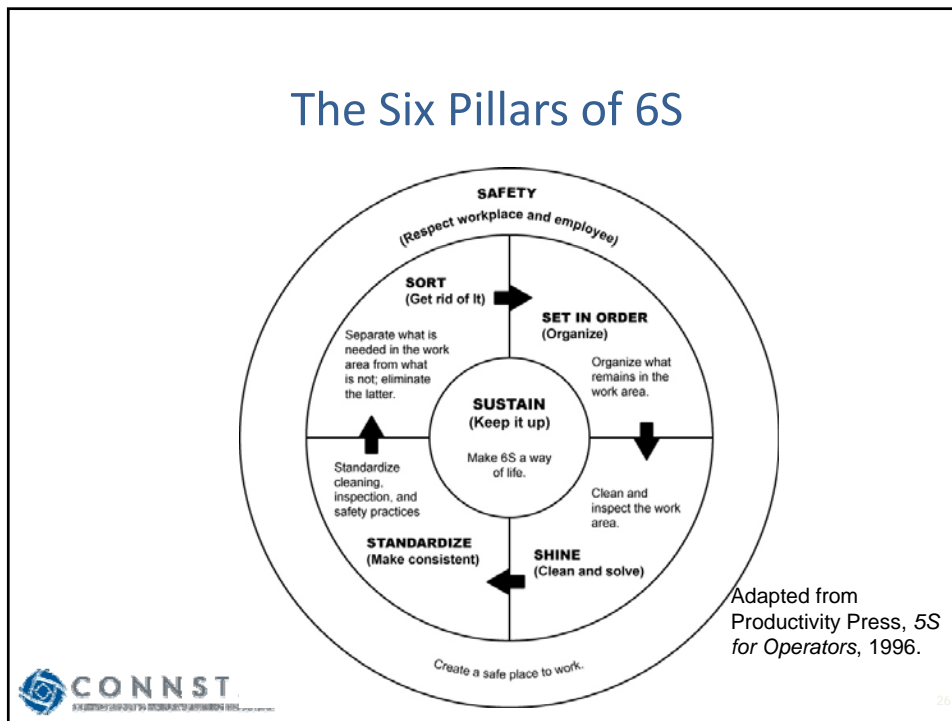 The Six Pillars of 6S
SAFETY
(Respect workplace and employee)
SORT
(Get rid of It)
Separate what is
needed in the work
area from what
is not; eliminate
the latter.
SET IN ORDER
(Organize)
Organize what
remains in the
work area.
SUSTAIN
(Keep it up)
Make 6S a way
of life.
Clean and
inspect the work
area.
SHINE
(Clean and solve)
Standardize
cleaning,
inspection, and
safety practices
STANDARDIZE
(Make consistent)
Create a safe place to work.
Adapted from
Productivity Press, 5S
for Operators, 1996.
CONNST
26